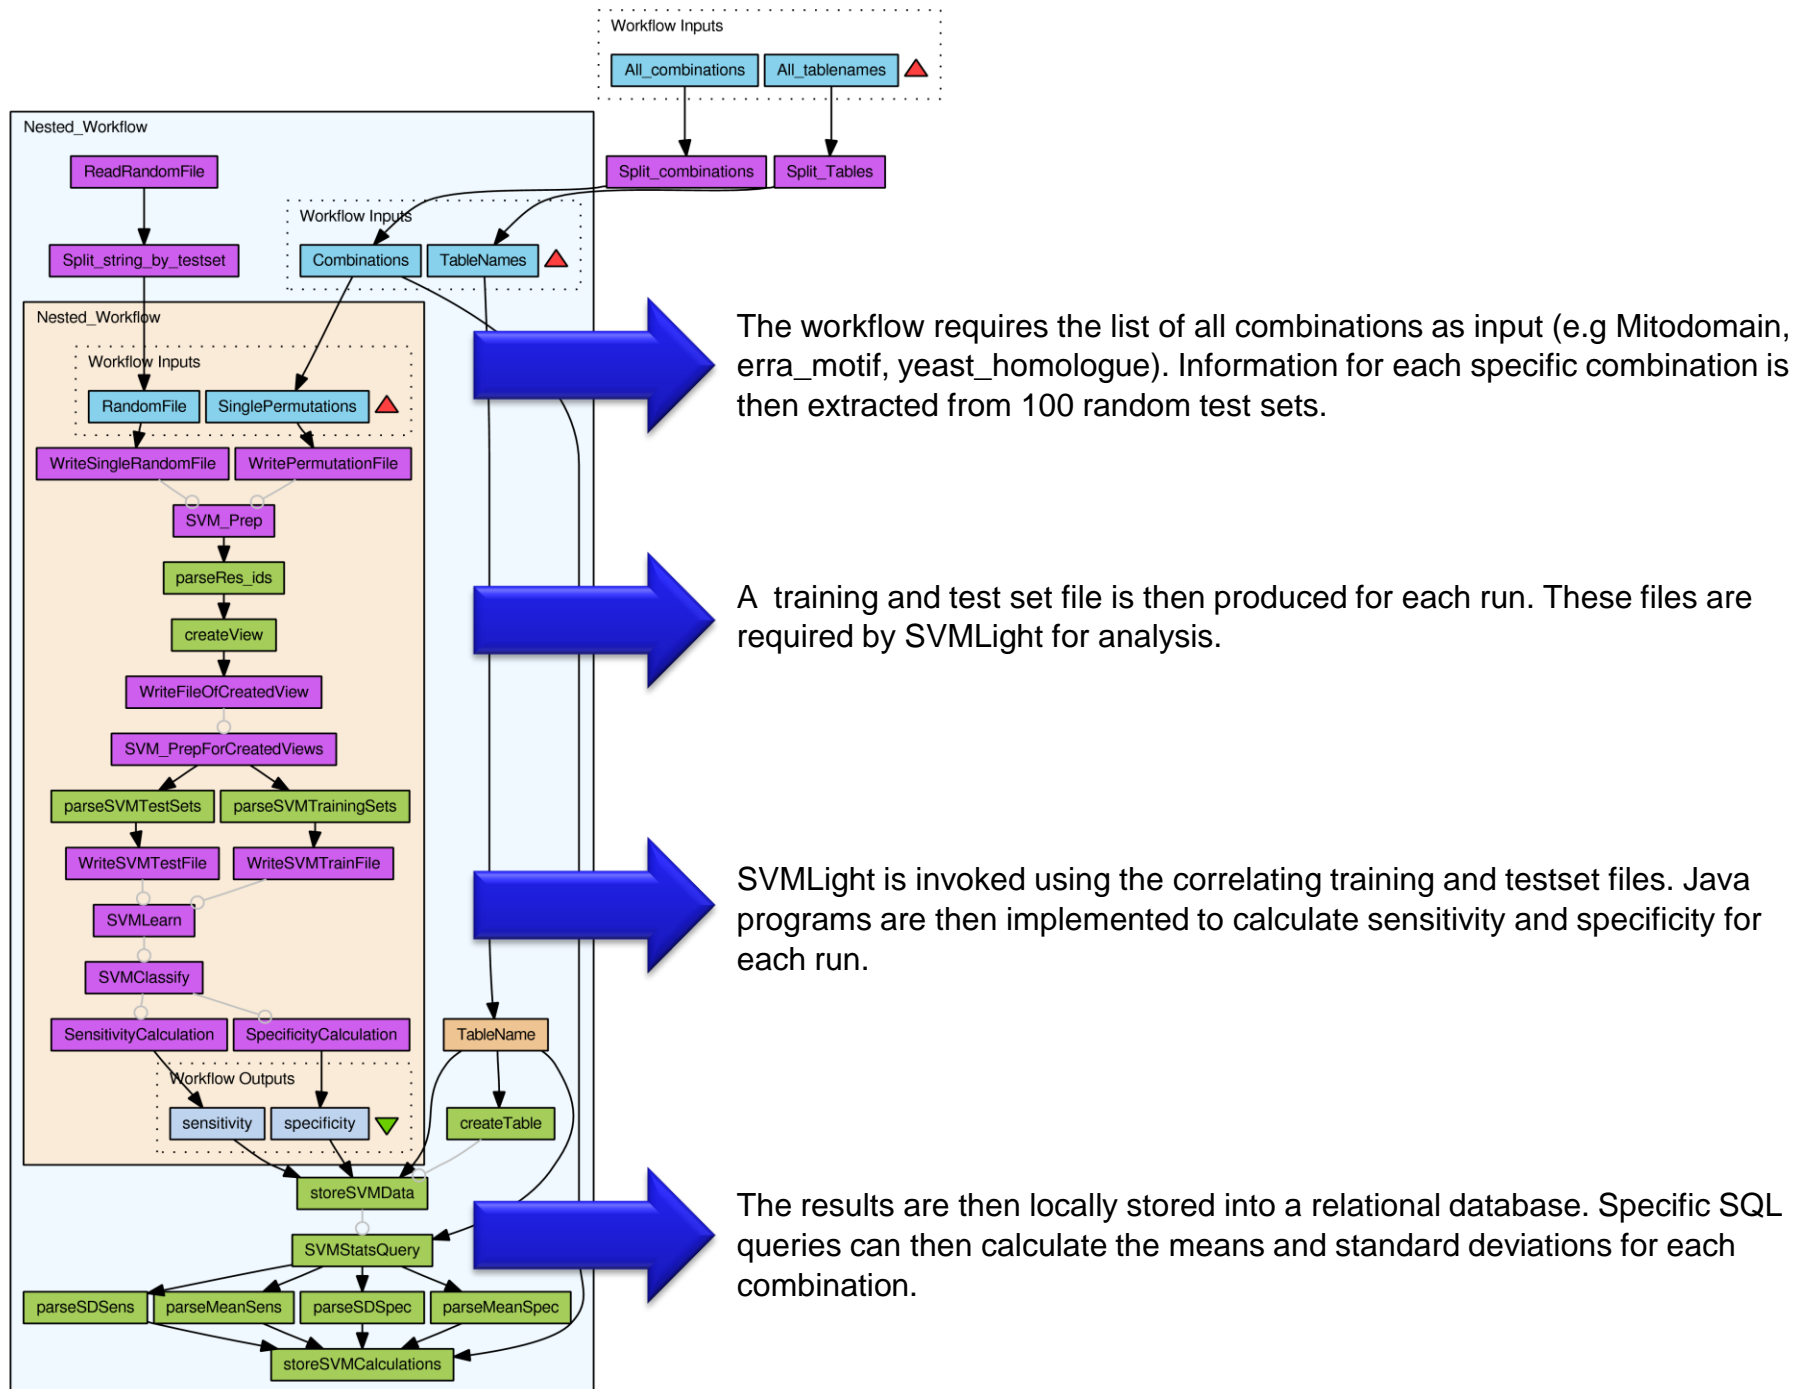 Workflow Inputs
All_combinations
All_tablenames
Nested_Workflow
ReadRandomFile
Split_combinations
Split_Tables
Workflow Inputs
Split_string_by_testset
Combinations
TableNames
Nested_Workflow
Workflow Inputs
RandomFile
SinglePermutations
WriteSingleRandomFile
WritePermutationFile
SVM_Prep
parseRes_ids
createView
WriteFileOfCreatedView
SVM_PrepForCreatedViews
parseSVMTestSets
parseSVMTrainingSets
WriteSVMTestFile
WriteSVMTrainFile
SVMLearn
SVMClassify
SensitivityCalculation
SpecificityCalculation
TableName
Workflow Outputs
sensitivity
specificity
createTable
storeSVMData
SVMStatsQuery
parseSDSens
parseMeanSens
parseSDSpec
parseMeanSpec
storeSVMCalculations
The workflow requires the list of all combinations as input (e.g Mitodomain,
erra_motif, yeast_homologue). Information for each specific combination is
then extracted from 100 random test sets.
A  training and test set file is then produced for each run. These files are
required by SVMLight for analysis.
SVMLight is invoked using the correlating training and testset files. Java
programs are then implemented to calculate sensitivity and specificity for
each run.
The results are then locally stored into a relational database. Specific SQL
queries can then calculate the means and standard deviations for each
combination.